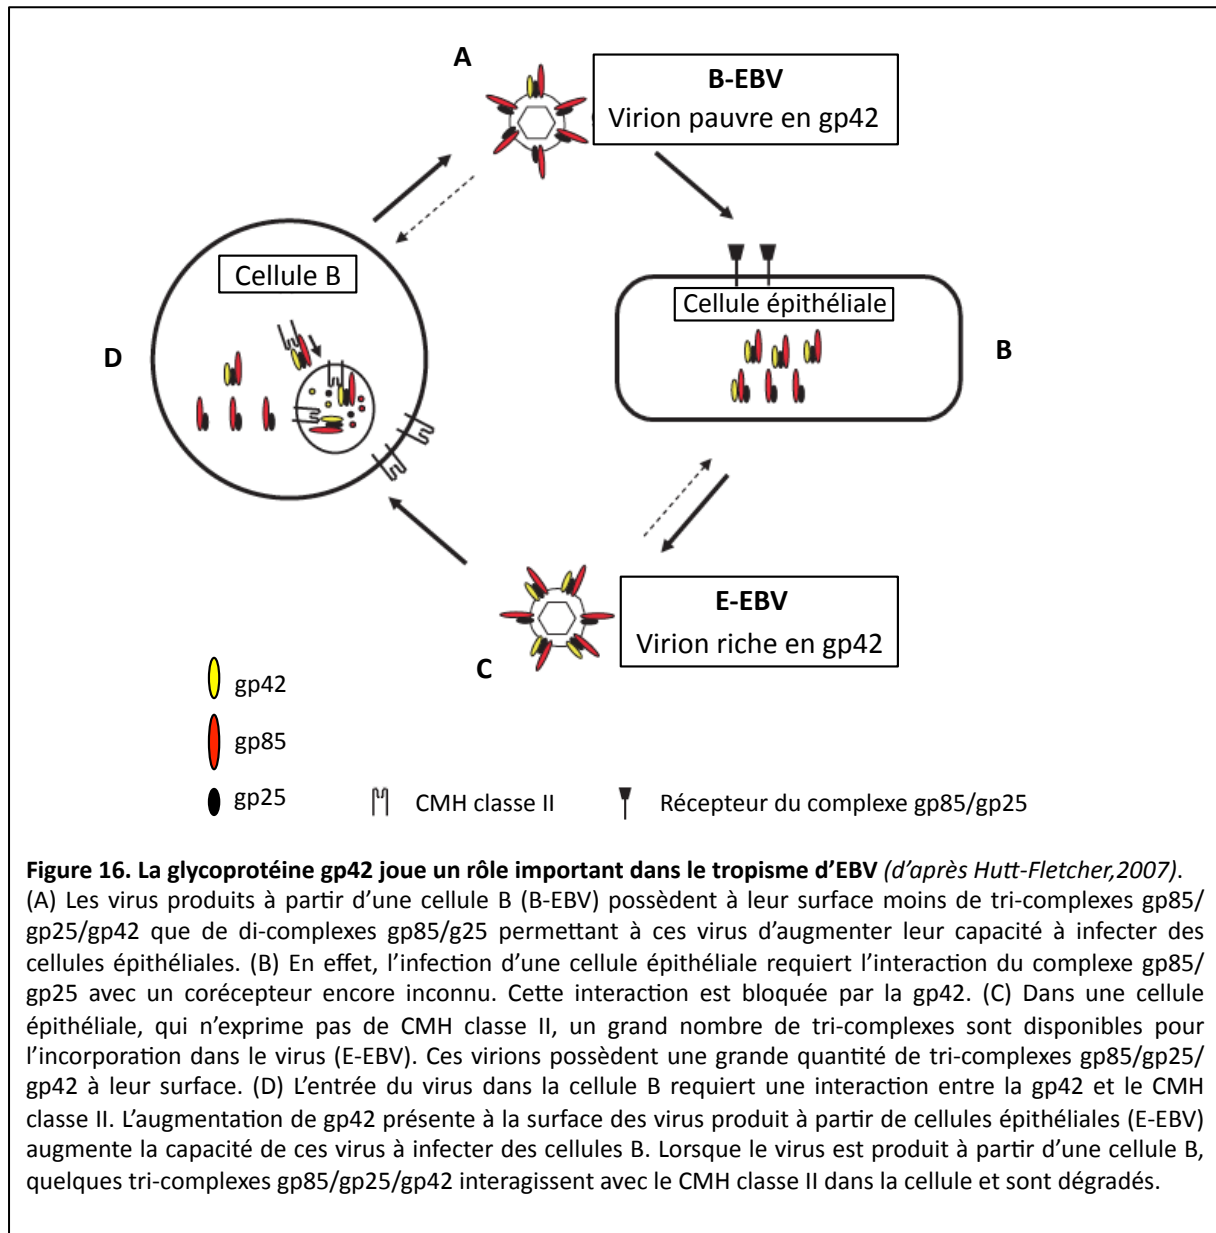 A
B-EBV
Virion pauvre en gp42
Cellule B
Cellule épithéliale
D
B
E-EBV
Virion riche en gp42
C
gp42
gp85
gp25
CMH classe II
Récepteur du complexe gp85/gp25
Figure 16. La glycoprotéine gp42 joue un rôle important dans le tropisme d’EBV (d’après Hutt-Fletcher,2007).
(A) Les virus produits à partir d’une cellule B (B-EBV) possèdent à leur surface moins de tri-complexes gp85/
gp25/gp42 que de di-complexes gp85/g25 permettant à ces virus d’augmenter leur capacité à infecter des
cellules épithéliales. (B) En effet, l’infection d’une cellule épithéliale requiert l’interaction du complexe gp85/
gp25 avec un corécepteur encore inconnu. Cette interaction est bloquée par la gp42. (C) Dans une cellule
épithéliale, qui n’exprime pas de CMH classe II, un grand nombre de tri-complexes sont disponibles pour
l’incorporation dans le virus (E-EBV). Ces virions possèdent une grande quantité de tri-complexes gp85/gp25/
gp42 à leur surface. (D) L’entrée du virus dans la cellule B requiert une interaction entre la gp42 et le CMH
classe II. L’augmentation de gp42 présente à la surface des virus produit à partir de cellules épithéliales (E-EBV)
augmente la capacité de ces virus à infecter des cellules B. Lorsque le virus est produit à partir d’une cellule B,
quelques tri-complexes gp85/gp25/gp42 interagissent avec le CMH classe II dans la cellule et sont dégradés.